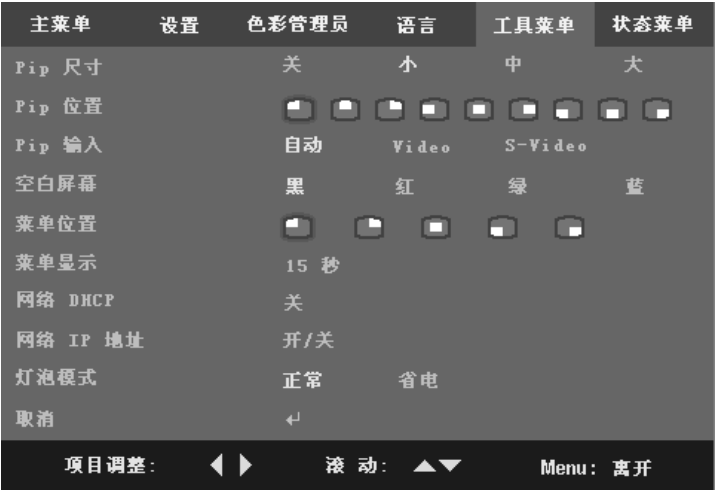 主菜单 设置 色彩管理员 语言 工具菜单 状态菜单
Pip 尺寸 关 小 中 大
Pip 位置
Pip 输入 自动 Video S-Video
空白屏幕 黑 红 绿 蓝
菜单位置
菜单显示 15 秒
网络 DHCP 关
网络 IP 地址 开/关
灯泡模式 正常 省电
取消
项目调整: 滚 动: Menu: 离开